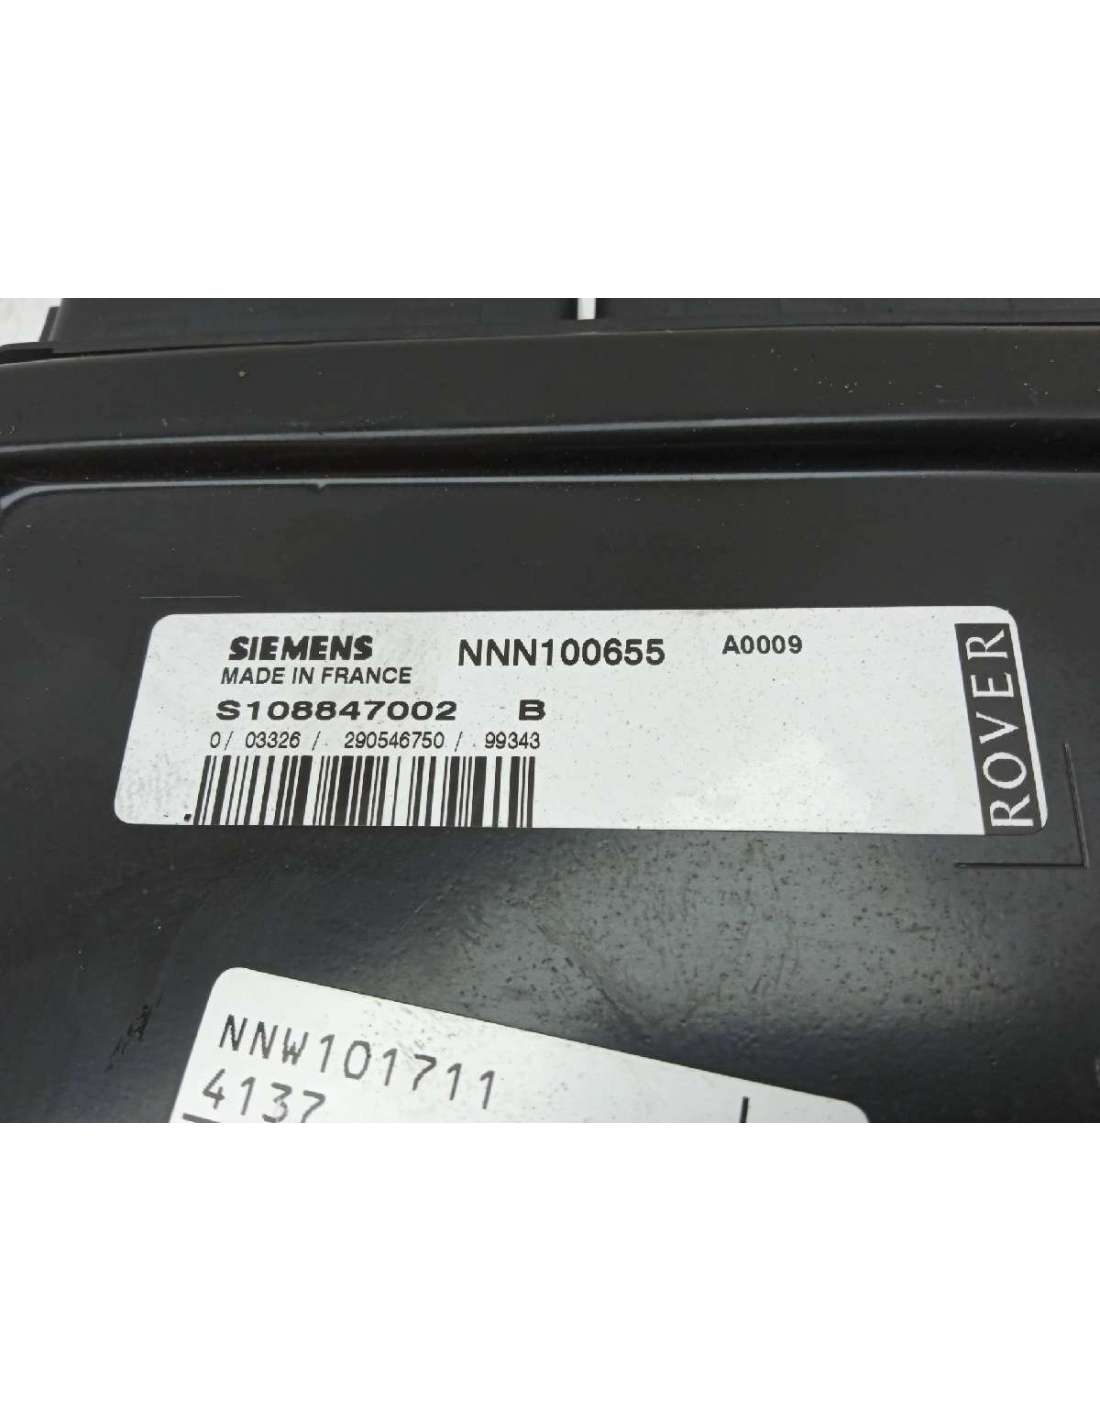 SIEMENS NNN100655 A0009
MADE IN FRANCE
S108847002 B
0/ 03326 / 290546750 / 99343
ROVER
NNW101711
4137